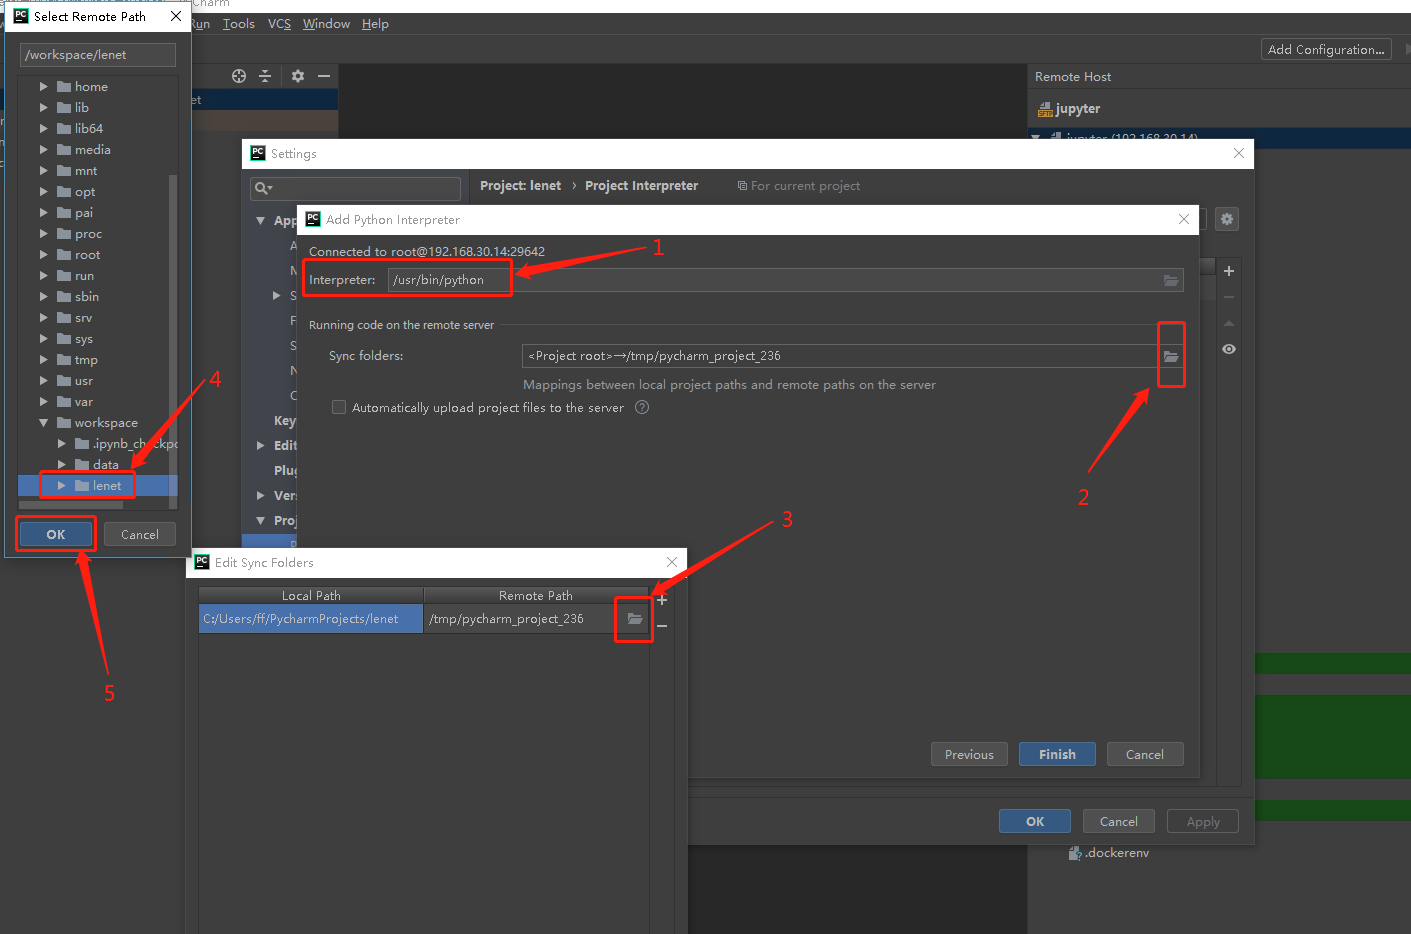 Charm
Select Remote Path
Run Tools VCS Window Help
/workspace/lenet
Add Configuration...
home
lib
lib64
media
mnt
opt
pai
proc
root
run
sbin
srv
sys
tmp
usr
var
workspace
data
lenet
OK Cancel
4
5
et
Remote Host
jupyter
jupyter (192.168.30.14)
Settings
Project: lenet › Project Interpreter For current project
App
Key
Edit
Plug
Ver
Proj
Add Python Interpreter
Connected to root@192.168.30.14:29642
1
Interpreter: /usr/bin/python
Running code on the remote server
Sync folders: <Project root>→/tmp/pycharm_project_236
Mappings between local project paths and remote paths on the server
Automatically upload project files to the server
2
3
Previous Finish Cancel
OK Cancel Apply
Edit Sync Folders
Local Path Remote Path
C:/Users/ff/PycharmProjects/lenet /tmp/pycharm_project_236
.dockerenv